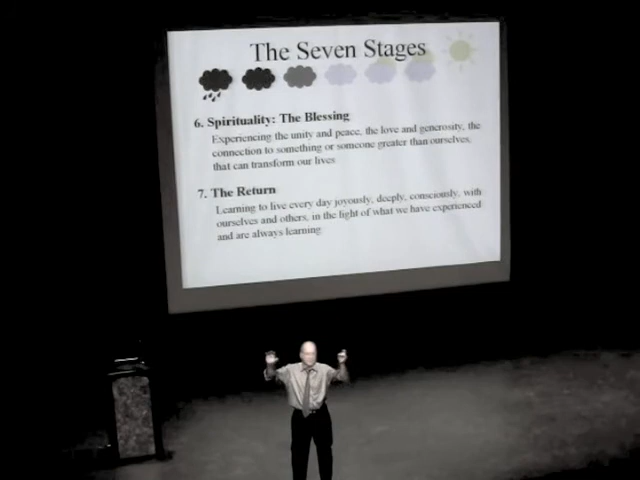 The Seven Stages
6. Spirituality: The Blessing
Experiencing the unity and peace, the love and generosity, the
connection to something or someone greater than ourselves,
that can transform our lives
7. The Return
Learning to live every day joyously, deeply, consciously, with
ourselves and others, in the light of what we have experienced
and are always learning